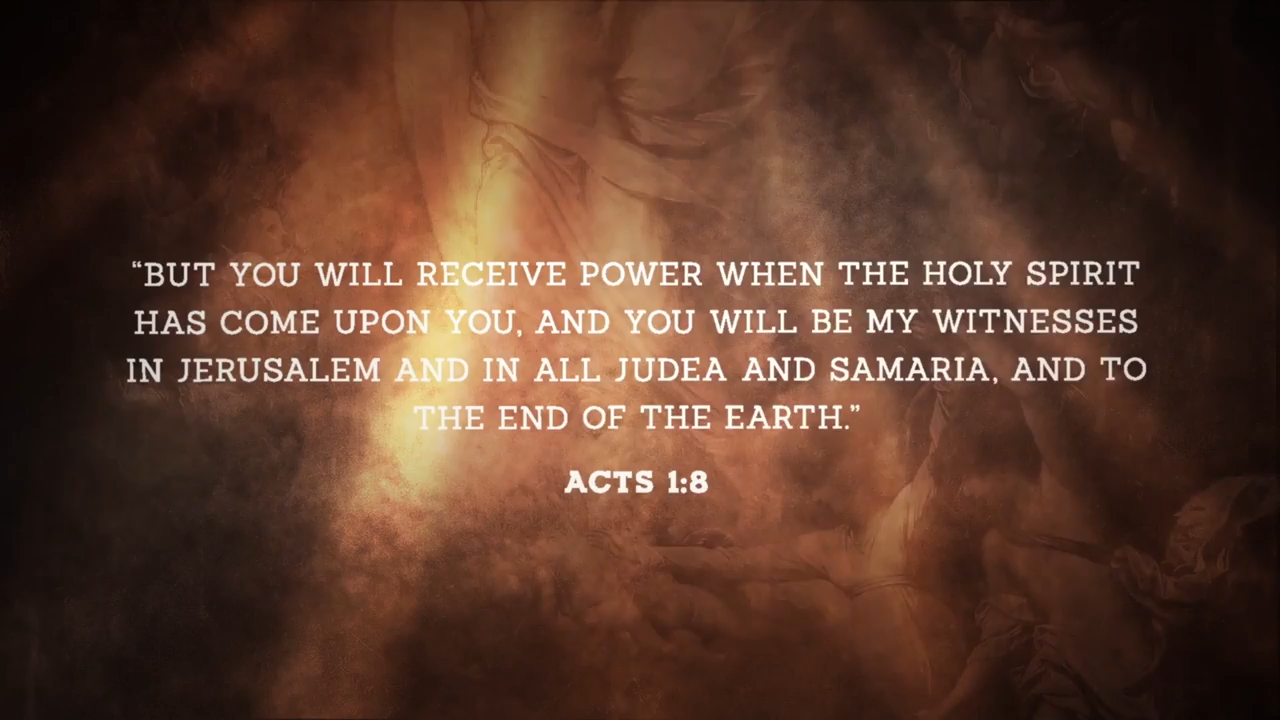 “BUT YOU WILL RECEIVE POWER WHEN THE HOLY SPIRIT
HAS COME UPON YOU, AND YOU WILL BE MY WITNESSES
IN JERUSALEM AND IN ALL JUDEA AND SAMARIA, AND TO
THE END OF THE EARTH.”
ACTS 1:8